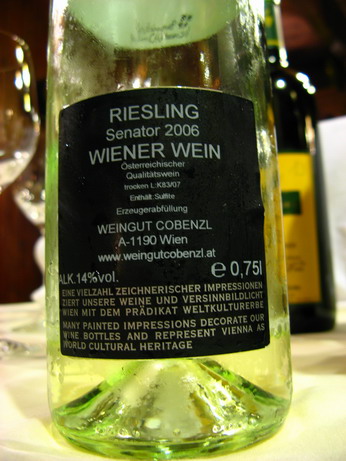 RIESLING
Senator 2006
WIENER WEIN
Österreichischer
Qualitätswein
trocken L:K83/07
Enthält Sulfite
Erzeugerabfüllung
WEINGUT COBENZL
A-1190 Wien
www.weingutcobenzl.at
ALK.14%vol. e 0,75l
EINE VIELZAHL ZEICHNERISCHER IMPRESSIONEN
ZIERT UNSERE WEINE UND VERSINNBILDLICHT
WIEN MIT DEM PRÄDIKAT WELTKULTURERBE
MANY PAINTED IMPRESSIONS DECORATE OUR
WINE BOTTLES AND REPRESENT VIENNA AS
WORLD CULTURAL HERITAGE